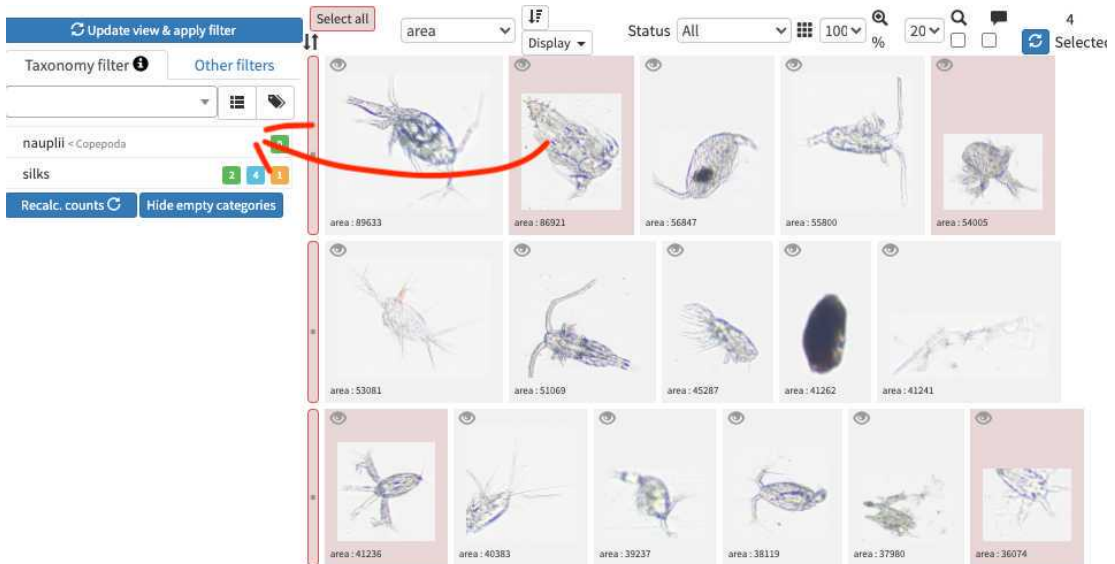 Update view & apply filter
Select all
area
Display
Status All
100
%
20
4
Selected
Taxonomy filter
Other filters
nauplii < Copepoda
silks 2 4 1
Recalc. counts
Hide empty categories
area : 89633 area : 86921 area : 56847 area : 55800 area : 54005
area : 53081 area : 51069 area : 45287 area : 41262 area : 41241
area : 41236 area : 40383 area : 39237 area : 38119 area : 37980 area : 36074